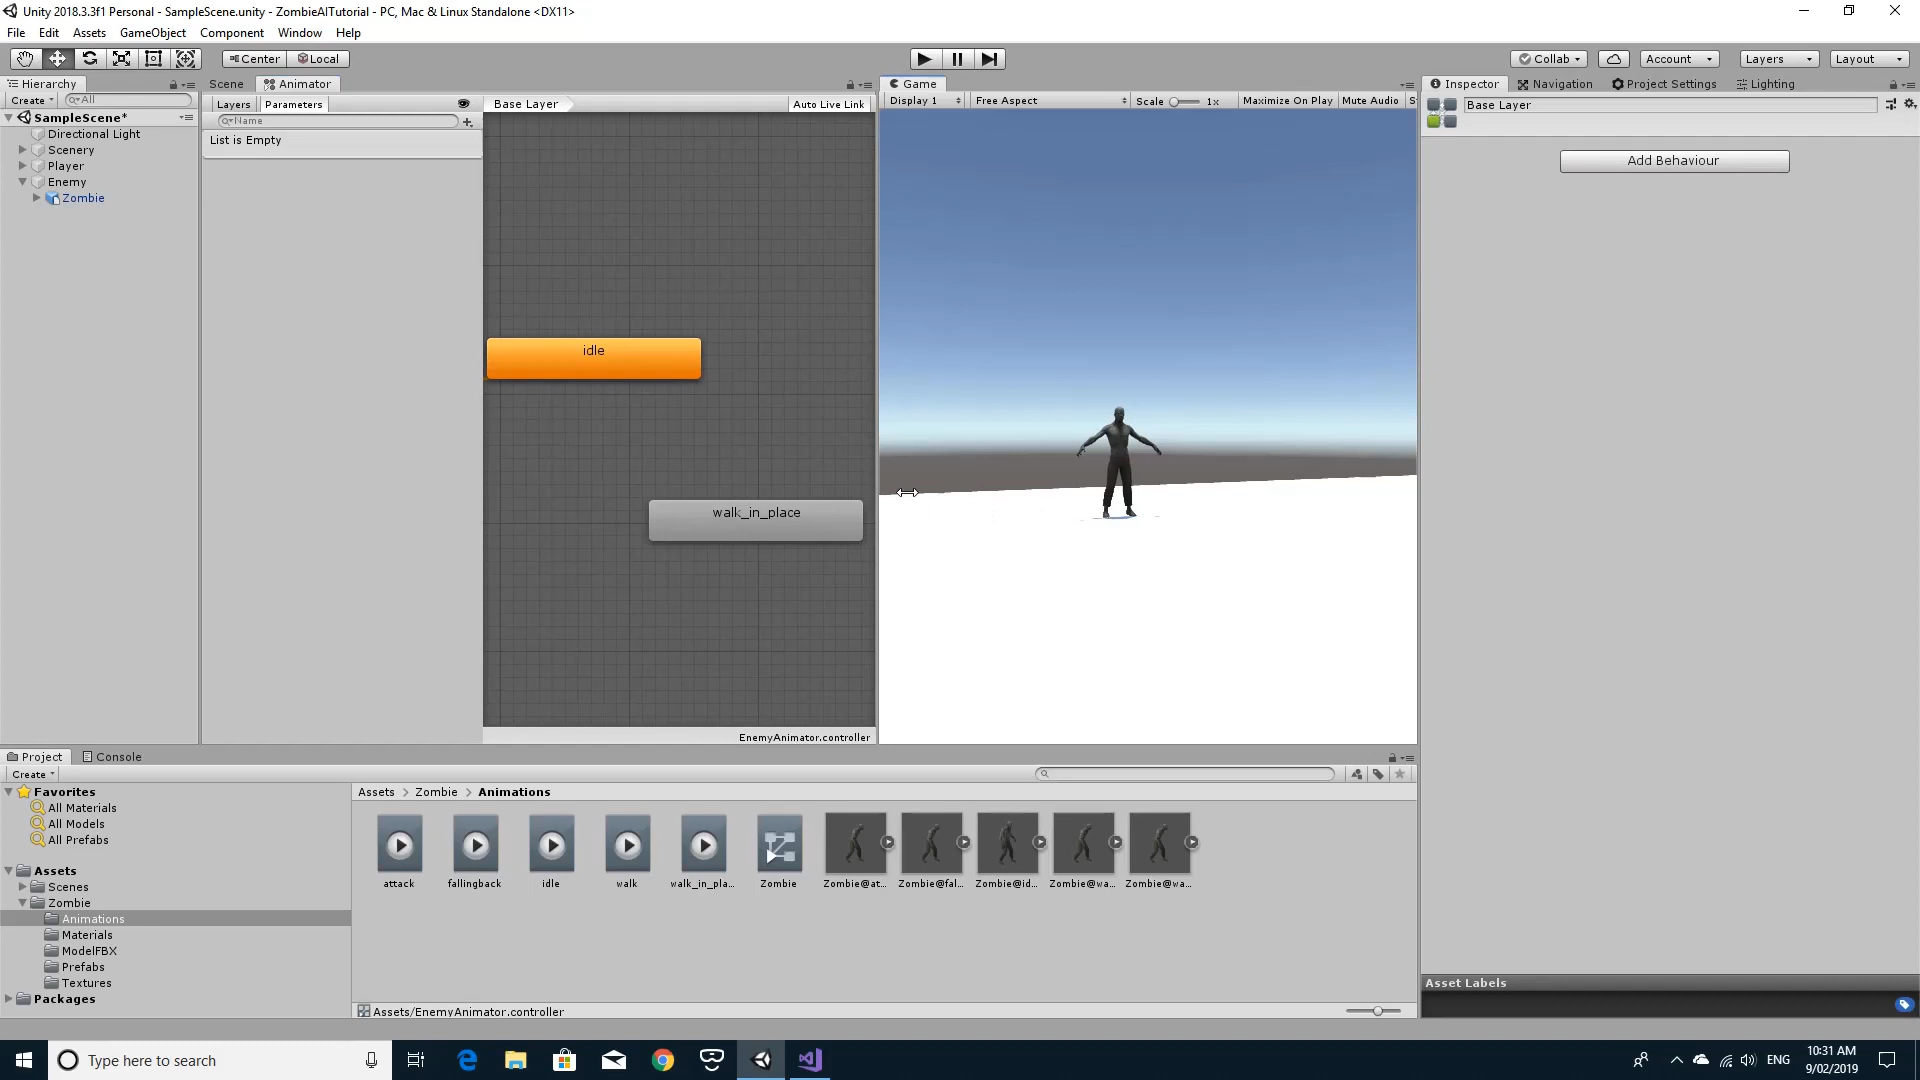 Unity 2018.3.3f1 Personal - SampleScene.unity - ZombieAITutorial - PC, Mac & Linux Standalone <DX11>
File Edit Assets GameObject Component Window Help
Center Local Collab Account Layers Layout
Hierarchy Scene Animator Game Inspector Navigation Project Settings Lighting
Create All Layers Parameters Base Layer Auto Live Link Display 1 Free Aspect Scale 1x Maximize On Play Mute Audio S Base Layer
SampleScene* Name
Directional Light List is Empty
Scenery Add Behaviour
Player
Enemy
Zombie
idle
walk_in_place
EnemyAnimator.controller
Project Console
Create
Favorites Assets > Zombie > Animations
All Materials
All Models
All Prefabs
Assets
Scenes attack fallingback idle walk walk_in_pla... Zombie Zombie@at... Zombie@fal... Zombie@id... Zombie@wa... Zombie@wa...
Zombie
Animations
Materials
ModelFBX
Prefabs
Textures Asset Labels
Packages
Assets/EnemyAnimator.controller
Type here to search ENG 10:31 AM
9/02/2019